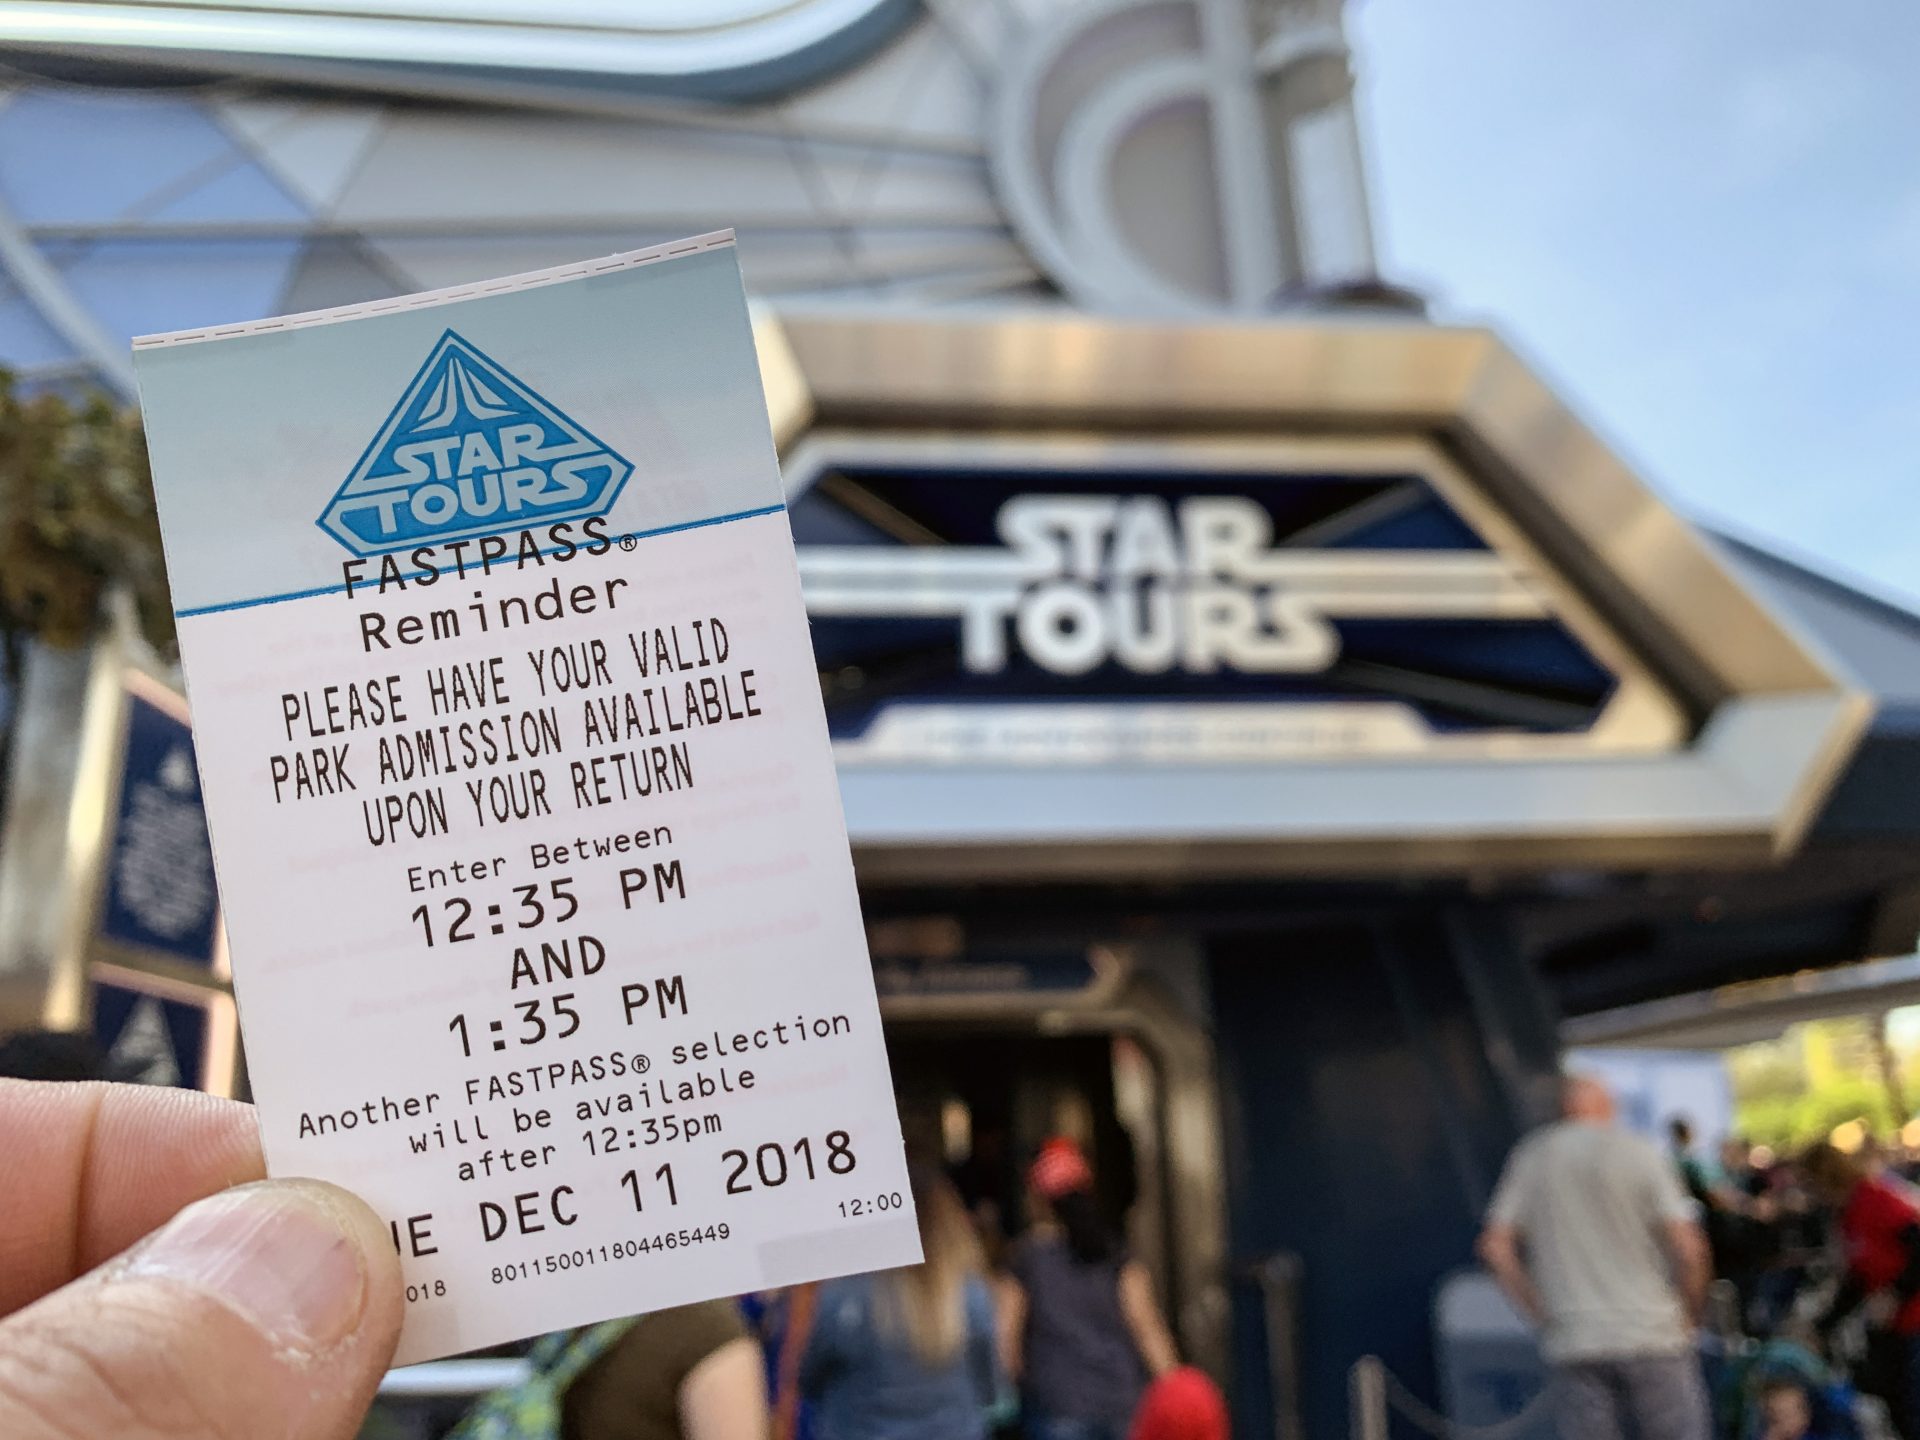 STAR
TOURS
FASTPASS®
Reminder
PLEASE HAVE YOUR VALID
PARK ADMISSION AVAILABLE
UPON YOUR RETURN
Enter Between
12:35 PM
AND
1:35 PM
Another FASTPASS® selection
will be available
after 12:35pm
UE DEC 11 2018
12:00
018 801150011804465449
STAR
TOURS